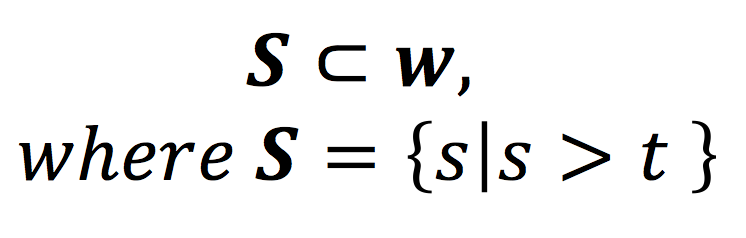 S ⊂ w,
where S = {s|s > t }